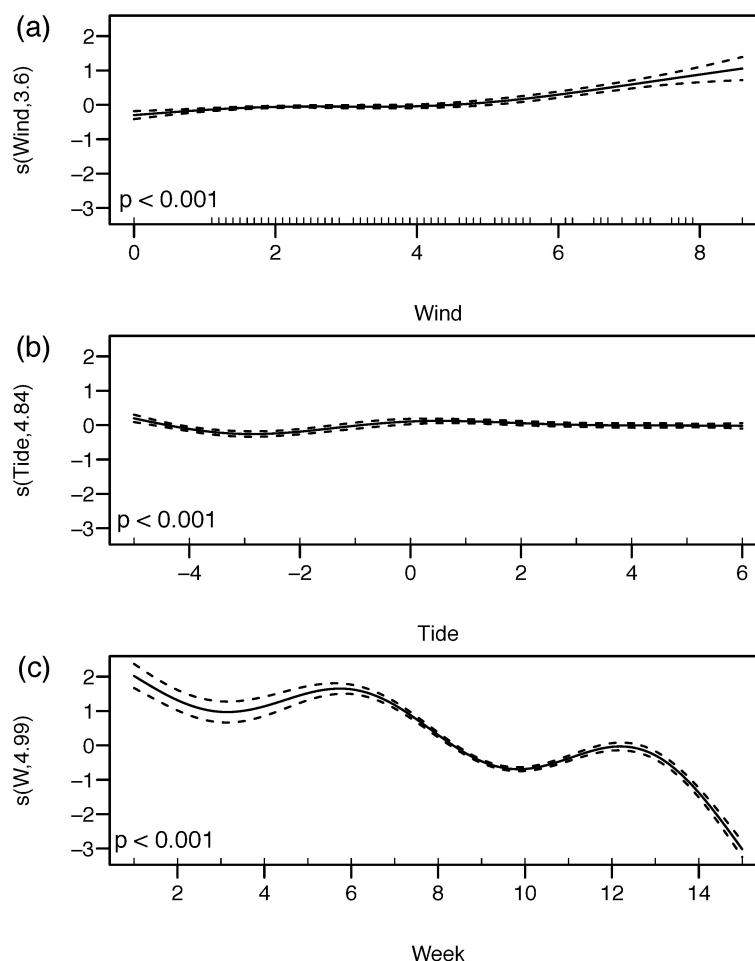 (a)
s(Wind,3.6)
2
1
0
−1
−2
−3
p < 0.001
0 2 4 6 8
Wind
(b)
s(Tide,4.84)
2
1
0
−1
−2
−3
p < 0.001
−4 −2 0 2 4 6
Tide
(c)
s(W,4.99)
2
1
0
−1
−2
−3
p < 0.001
2 4 6 8 10 12 14
Week